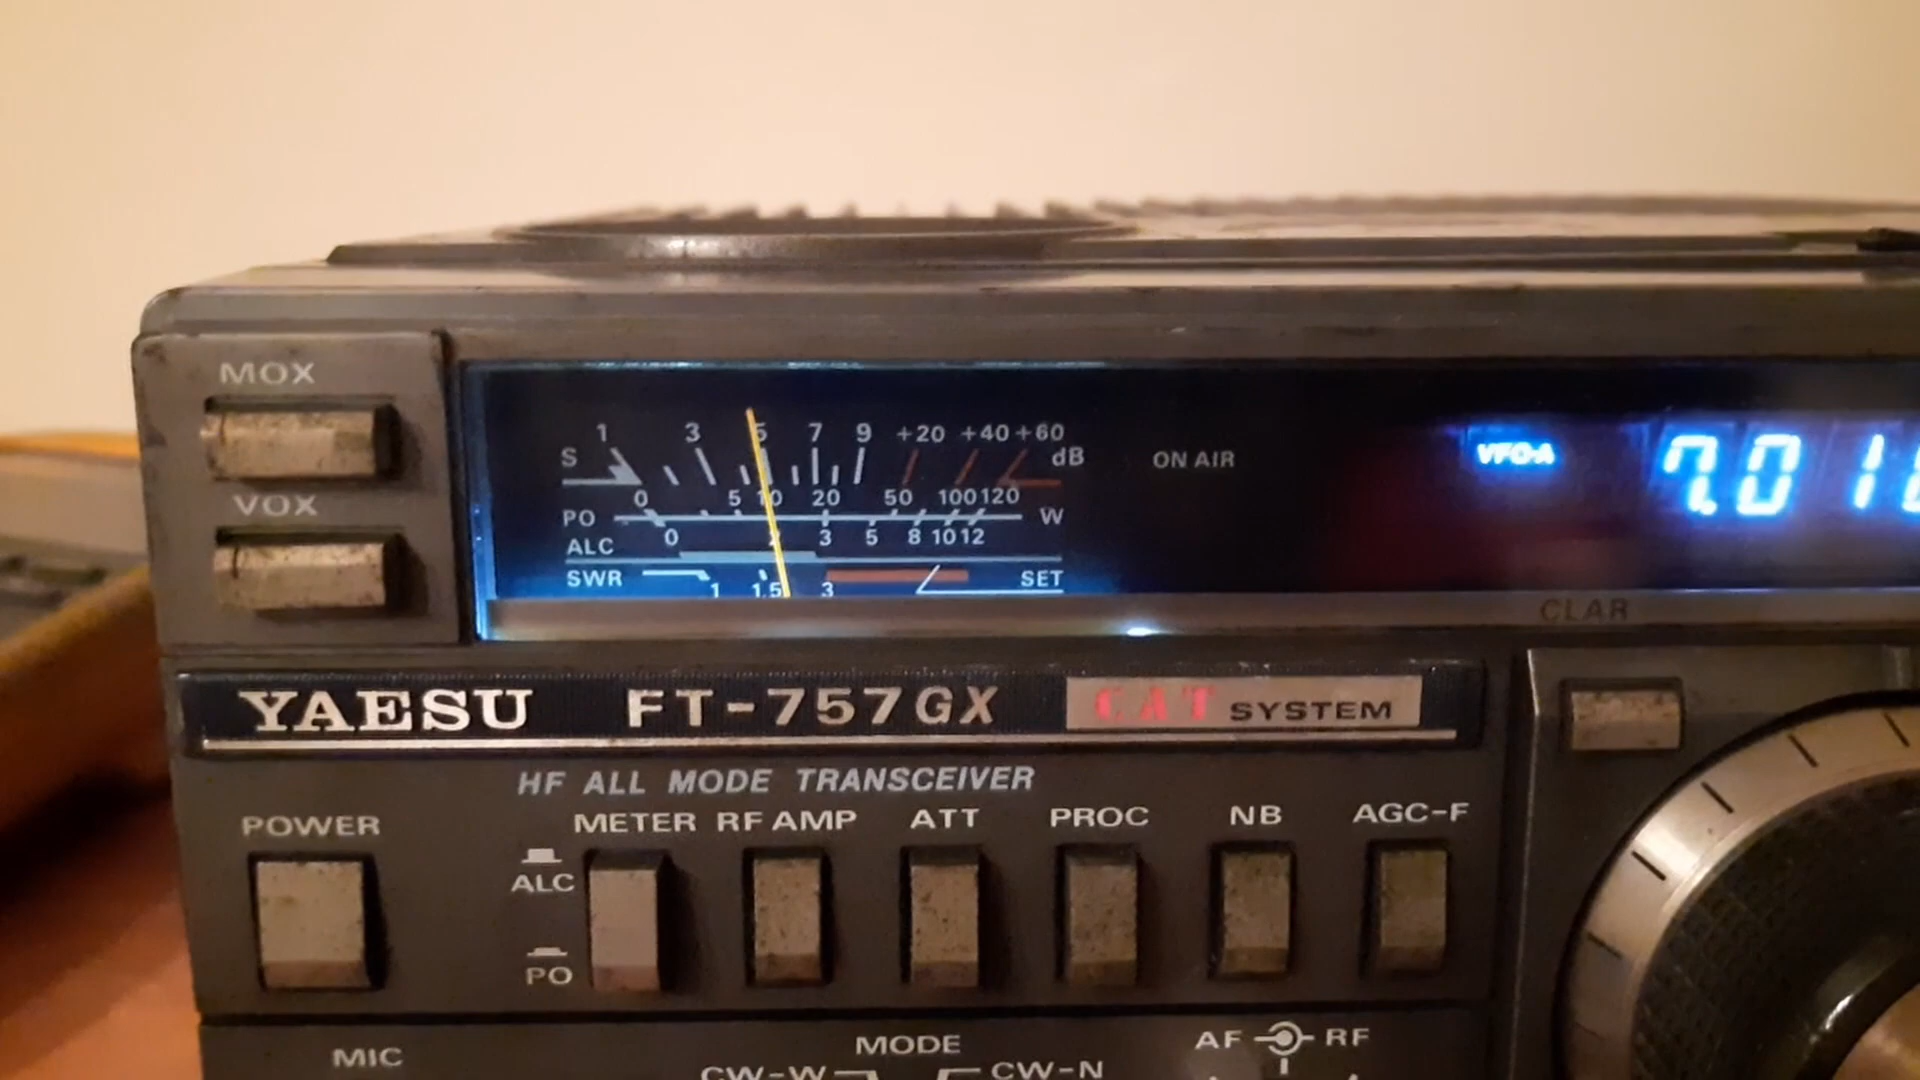 MOX
VOX
1 3 5 7 9 +20 +40 +60
S dB
0 5 10 20 50 100 120
PO W
ALC 0 2 3 5 8 10 12
SWR 1 1.5 3 SET
ON AIR
VFO-A
7.01
CLAR
YAESU FT-757GX CAT SYSTEM
HF ALL MODE TRANSCEIVER
POWER METER RF AMP ATT PROC NB AGC-F
ALC
PO
MIC
MODE
CW-W CW-N
AF RF